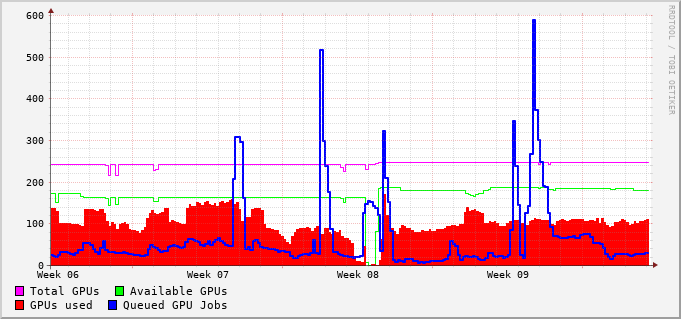 600
500
400
300
200
100
0
Week 06 Week 07 Week 08 Week 09
Total GPUs Available GPUs
GPUs used Queued GPU Jobs
RRDTOOL / TOBI OETIKER